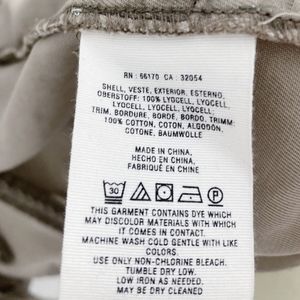 RN : 66170 CA : 32054
SHELL, VESTE, EXTERIOR, ESTERNO,
OBERSTOFF: 100% LYOCELL, LYOCELL,
LYOCELL, LYOCELL, LYOCELL.
TRIM, BORDURE, BORDE, BORDO, TRIMM:
100% COTTON, COTON, ALGODÓN,
COTONE, BAUMWOLLE
MADE IN CHINA,
HECHO EN CHINA,
FABRIQUÉ EN CHINE
30
THIS GARMENT CONTAINS DYE WHICH
MAY DISCOLOR MATERIALS WITH WHICH
IT COMES IN CONTACT.
MACHINE WASH COLD GENTLE WITH LIKE
COLORS.
USE ONLY NON-CHLORINE BLEACH.
TUMBLE DRY LOW.
LOW IRON AS NEEDED.
MAY BE DRY CLEANED.